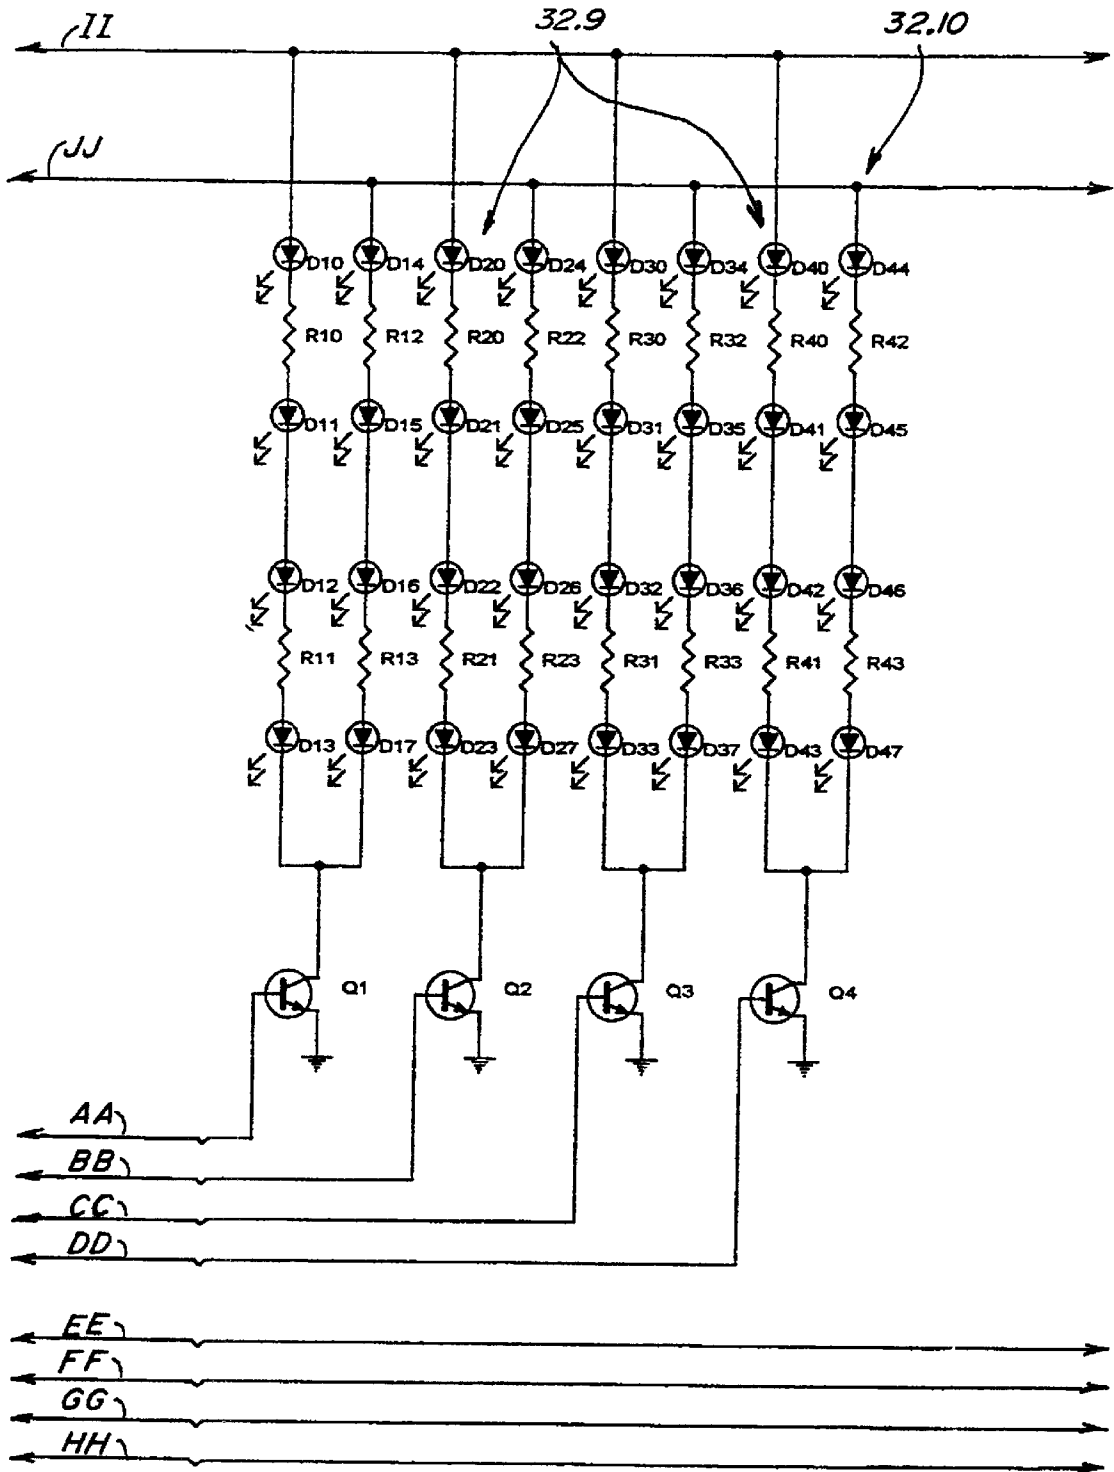 II 32.9 32.10
JJ
D10 D14 D20 D24 D30 D34 D40 D44
R10 R12 R20 R22 R30 R32 R40 R42
D11 D15 D21 D25 D31 D35 D41 D45
D12 D16 D22 D26 D32 D36 D42 D46
R11 R13 R21 R23 R31 R33 R41 R43
D13 D17 D23 D27 D33 D37 D43 D47
Q1 Q2 Q3 Q4
AA
BB
CC
DD
EE
FF
GG
HH